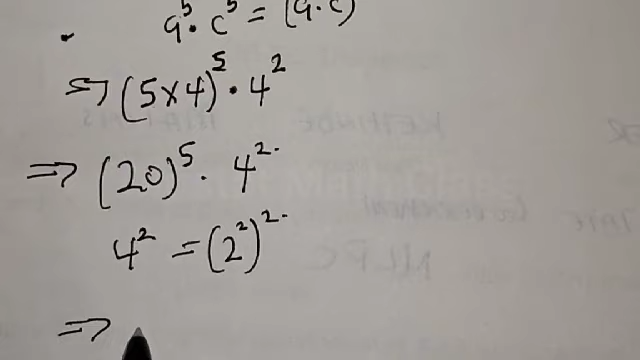 a⁵·c⁵=(a·c)
⇒(5×4)⁵·4²
⇒(20)⁵·4²·
4²=(2²)²·
⇒